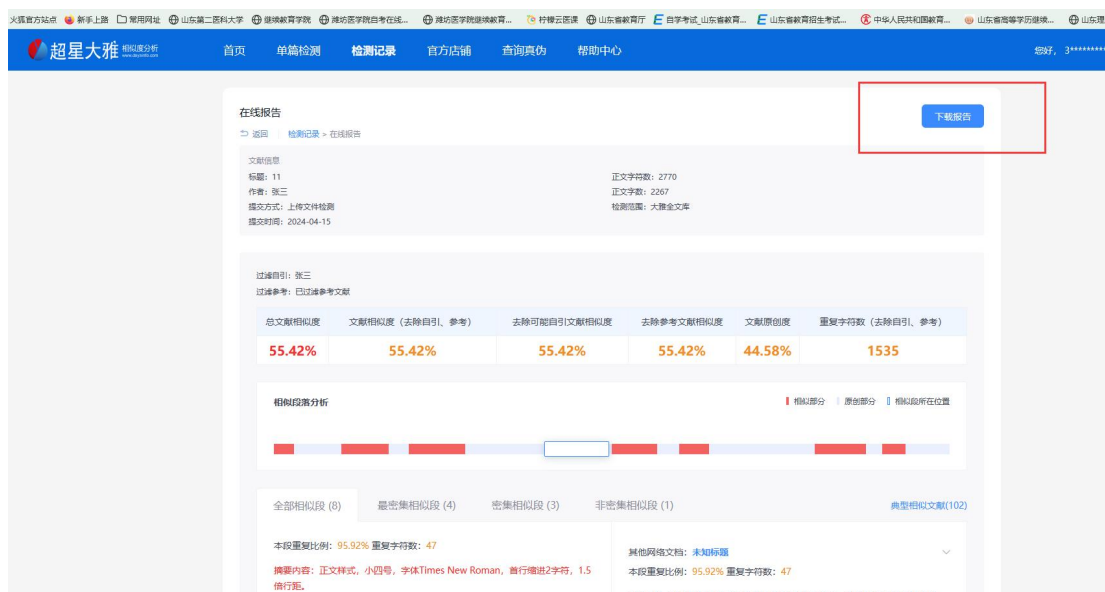 火狐官方站点 新手上路 常用网址 山东第二医科大学 继续教育学院 潍坊医学院自考在线... 潍坊医学院继续教育... 柠檬云医课 山东省教育厅 自学考试_山东省教育... 山东省教育招生考试... 中华人民共和国教育... 山东省高等学历继续... 山东理
超星大雅 相似度分析 首页 单篇检测 检测记录 官方店铺 查询真伪 帮助中心 您好，3********
在线报告 下载报告
返回 检测记录 > 在线报告
文献信息
标题：11 正文字符数：2770
作者：张三 正文字数：2267
提交方式：上传文件检测 检测范围：大雅全文库
提交时间：2024-04-15
过滤自引：张三
过滤参考：已过滤参考文献
总文献相似度 文献相似度（去除自引、参考） 去除可能自引文献相似度 去除参考文献相似度 文献原创度 重复字符数（去除自引、参考）
55.42% 55.42% 55.42% 55.42% 44.58% 1535
相似段落分析 相似部分 原创部分 相似段所在位置
全部相似段 (8) 最密集相似段 (4) 密集相似段 (3) 非密集相似段 (1) 典型相似文献(102)
本段重复比例：95.92% 重复字符数：47 其他网络文档：未知标题
摘要内容：正文样式，小四号，字体Times New Roman，首行缩进2字符，1.5 本段重复比例：95.92% 重复字符数：47
倍行距。